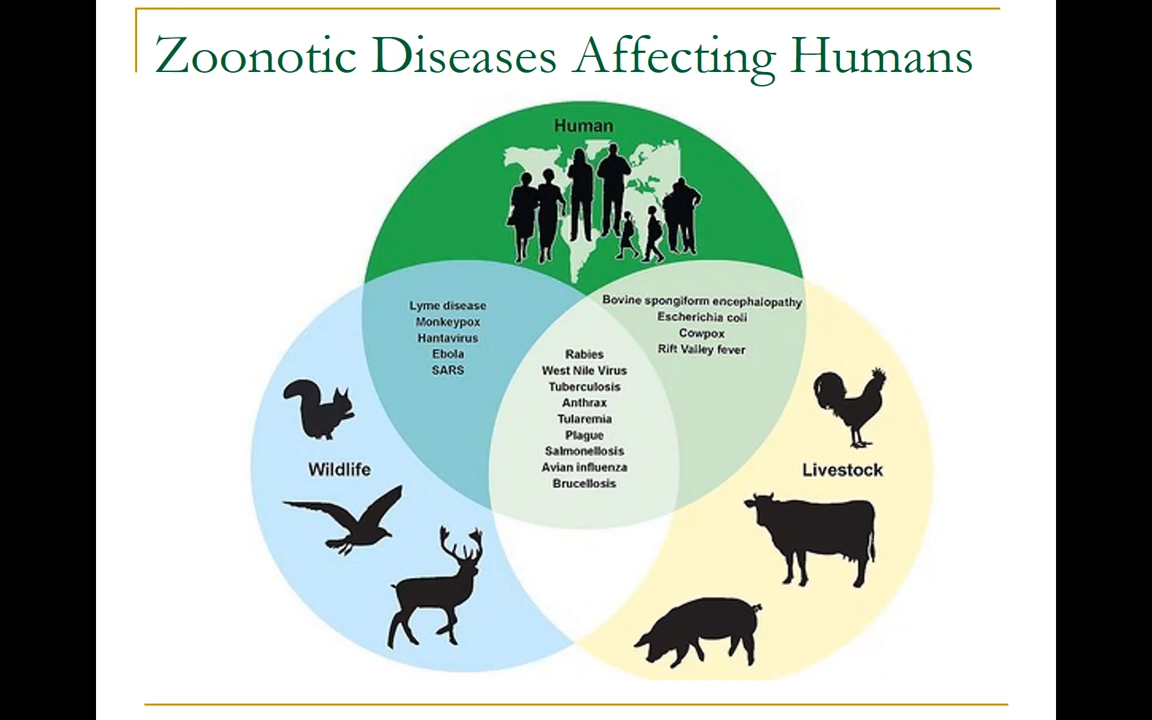 Zoonotic Diseases Affecting Humans
Human
Lyme disease
Monkeypox
Hantavirus
Ebola
SARS
Bovine spongiform encephalopathy
Escherichia coli
Cowpox
Rift Valley fever
Rabies
West Nile Virus
Tuberculosis
Anthrax
Tularemia
Plague
Salmonellosis
Avian influenza
Brucellosis
Wildlife
Livestock